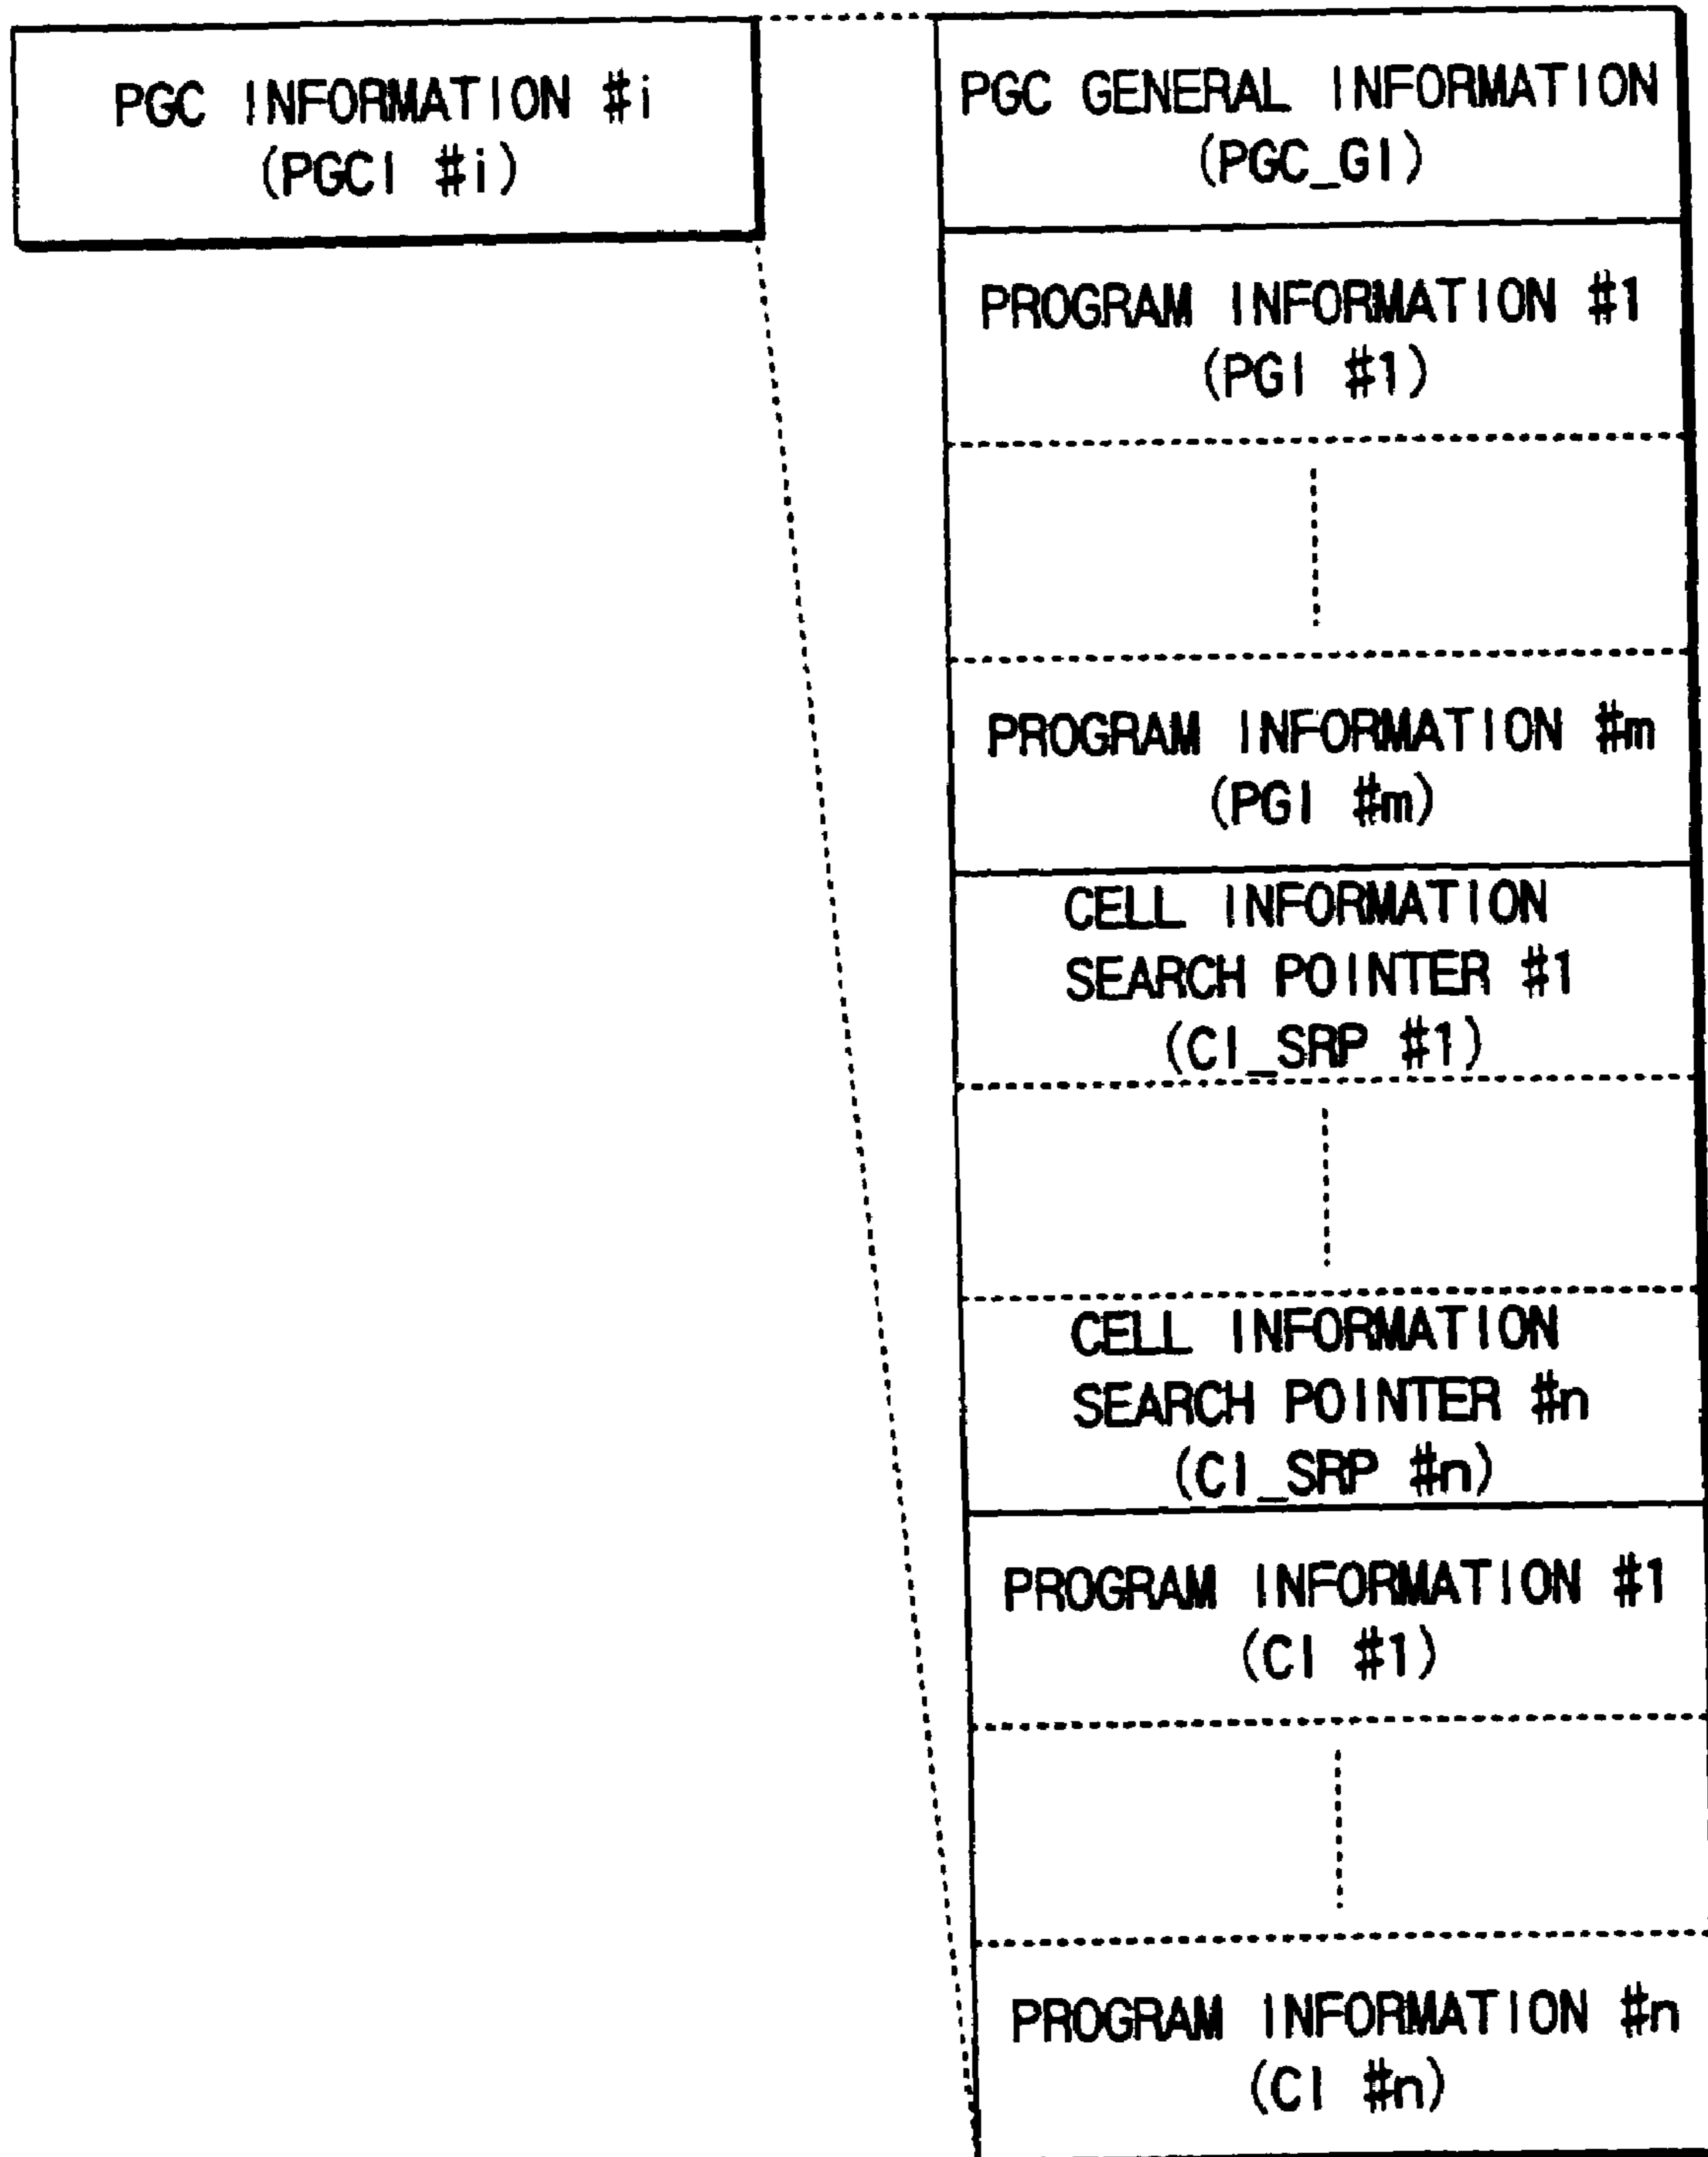 PGC INFORMATION #i
(PGCI #i)
PGC GENERAL INFORMATION
(PGC_GI)
PROGRAM INFORMATION #1
(PGI #1)
PROGRAM INFORMATION #m
(PGI #m)
CELL INFORMATION
SEARCH POINTER #1
(CI_SRP #1)
CELL INFORMATION
SEARCH POINTER #n
(CI_SRP #n)
PROGRAM INFORMATION #1
(CI #1)
PROGRAM INFORMATION #n
(CI #n)